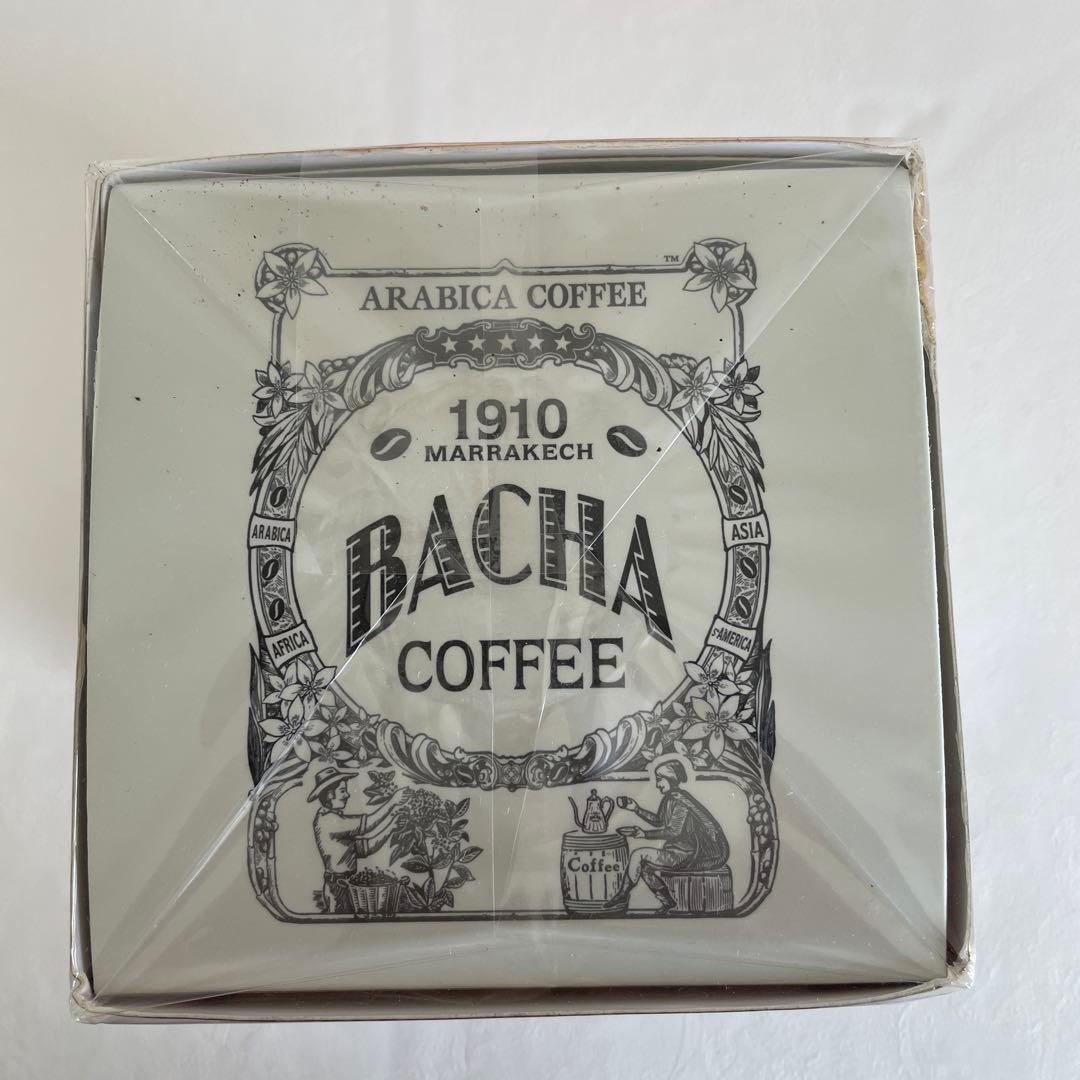 TM
ARABICA COFFEE
1910
MARRAKECH
BACHA
COFFEE
ARABICA
ASIA
AFRICA
S-AMERICA
Coffee